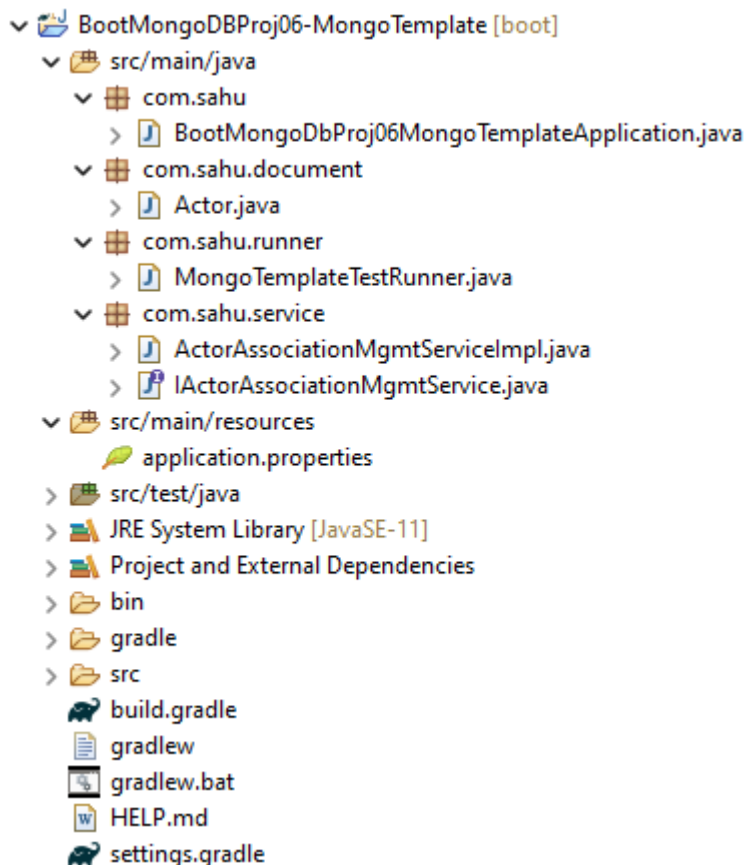 BootMongoDBProj06-MongoTemplate [boot]
src/main/java
com.sahu
BootMongoDbProj06MongoTemplateApplication.java
com.sahu.document
Actor.java
com.sahu.runner
MongoTemplateTestRunner.java
com.sahu.service
ActorAssociationMgmtServiceImpl.java
IActorAssociationMgmtService.java
src/main/resources
application.properties
src/test/java
JRE System Library [JavaSE-11]
Project and External Dependencies
bin
gradle
src
build.gradle
gradlew
gradlew.bat
HELP.md
settings.gradle